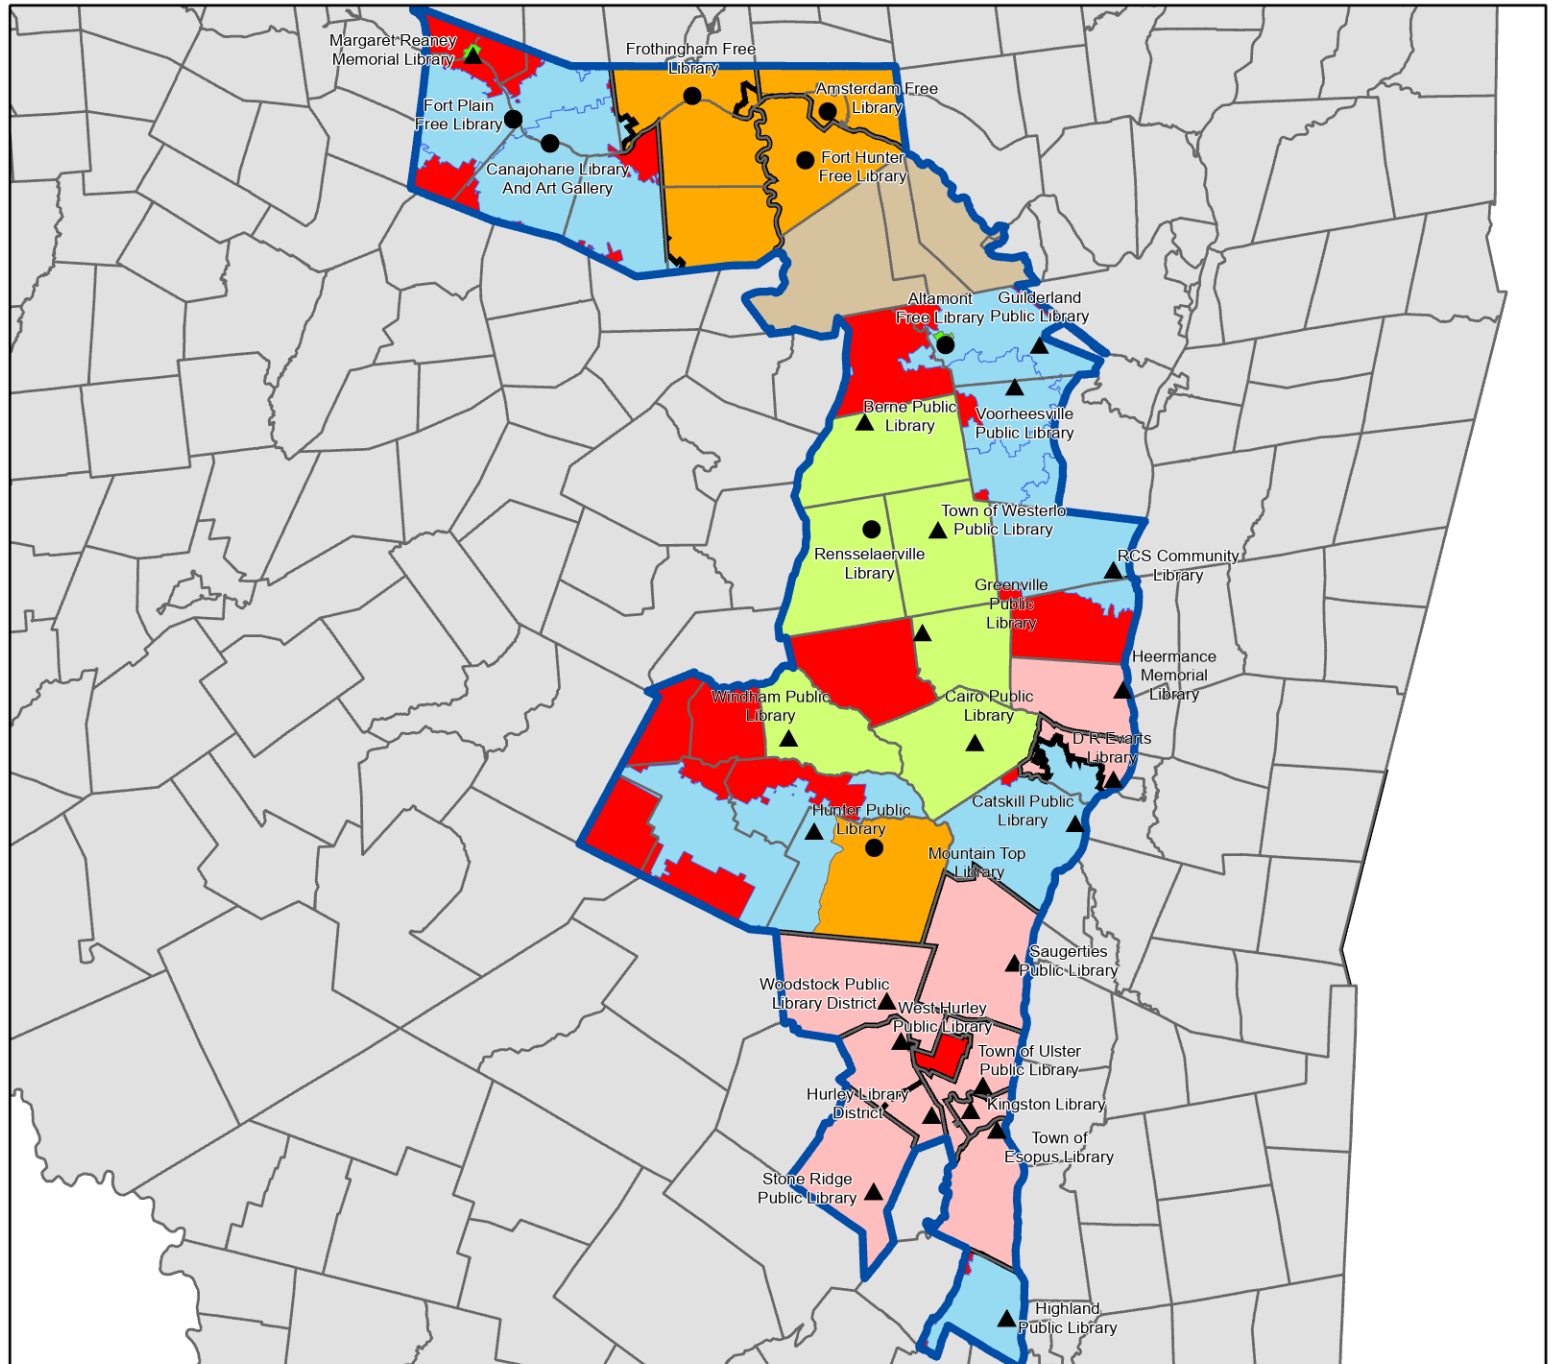 Margaret Reaney
Memorial Library
Frothingham Free
Library
Amsterdam Free
Library
Fort Plain
Free Library
Canajoharie Library
And Art Gallery
Fort Hunter
Free Library
Altamont
Free Library
Guilderland
Public Library
Berne Public
Library
Voorheesville
Public Library
Town of Westerlo
Public Library
Rensselaerville
Library
RCS Community
Library
Greenville
Public
Library
Heermance
Memorial
Library
Windham Public
Library
Cairo Public
Library
D R Evarts
Library
Hunter Public
Library
Catskill Public
Library
Mountain Top
Library
Saugerties
Public Library
Woodstock Public
Library District
West Hurley
Public Library
Town of Ulster
Public Library
Hurley Library
District
Kingston Library
Town of
Esopus Library
Stone Ridge
Public Library
Highland
Public Library